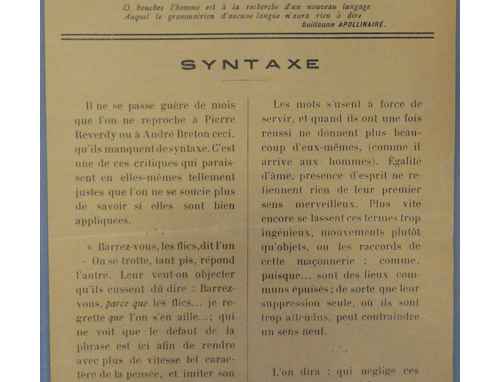 O bouches l'homme est à la recherche d'un nouveau langage
Auquel le grammairien d'aucune langue n'aura rien à dire
Guillaume APOLLINAIRE.
SYNTAXE
Il ne se passe guère de mois
que l'on ne reproche à Pierre
Reverdy ou à André Breton ceci,
qu'ils manquent de syntaxe. C'est
une de ces critiques qui parais-
sent en elles-mêmes tellement
justes que l'on ne se soucie plus
de savoir si elles sont bien
appliquées.
« Barrez-vous, les flics, dit l'un
– On se trotte, tant pis, répond
l'autre. Leur veut-on objecter
qu'ils eussent dû dire : Barrez-
vous, parce que les flics... je re-
grette que l'on s'en aille...; qui
ne voit que le défaut de la
phrase est ici afin de rendre
avec plus de vitesse tel carac-
tère de la pensée, et imiter son
Les mots s'usent à force de
servir, et quand ils ont une fois
réussi ne donnent plus beau-
coup d'eux-mêmes, (comme il
arrive aux hommes). Égalité
d'âme, présence d'esprit ne re-
tiennent rien de leur premier
sens merveilleux. Plus vite
encore se lassent ces termes trop
ingénieux, mouvements plutôt
qu'objets, ou les raccords de
cette maçonnerie : comme,
puisque... sont des lieux com-
muns épuisés ; de sorte que leur
suppression seule, où ils sont
trop attendus, peut contraindre
un sens neuf.
L'on dira : qui néglige ces